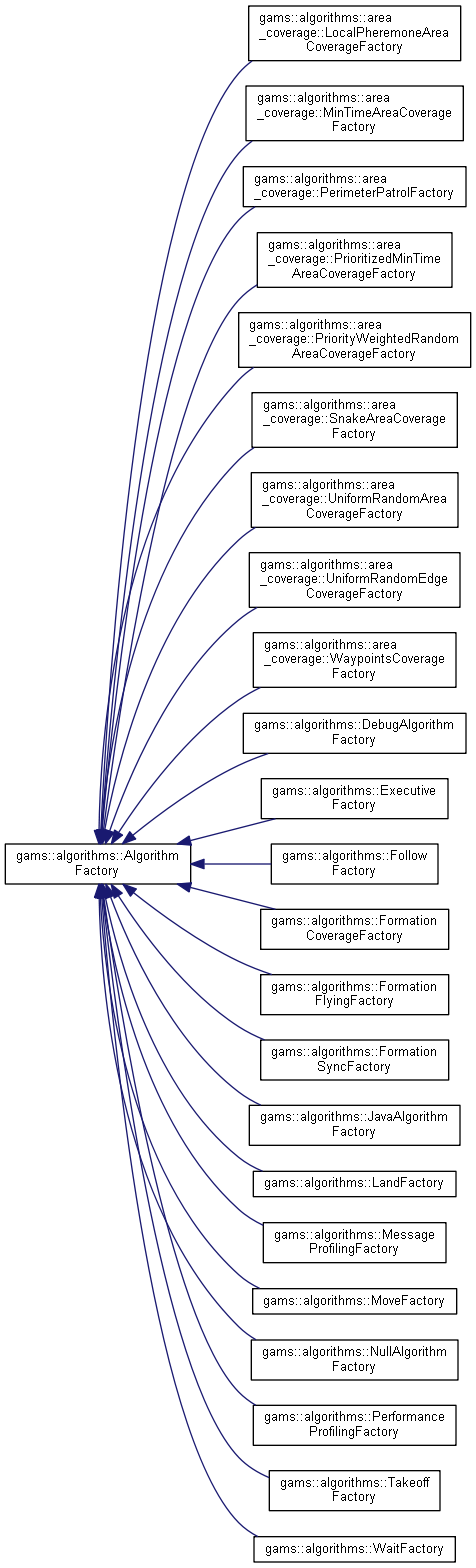 gams::algorithms::area
_coverage::LocalPheremoneArea
CoverageFactory
gams::algorithms::area
_coverage::MinTimeAreaCoverage
Factory
gams::algorithms::area
_coverage::PerimeterPatrolFactory
gams::algorithms::area
_coverage::PrioritizedMinTime
AreaCoverageFactory
gams::algorithms::area
_coverage::PriorityWeightedRandom
AreaCoverageFactory
gams::algorithms::area
_coverage::SnakeAreaCoverage
Factory
gams::algorithms::area
_coverage::UniformRandomArea
CoverageFactory
gams::algorithms::area
_coverage::UniformRandomEdge
CoverageFactory
gams::algorithms::area
_coverage::WaypointsCoverage
Factory
gams::algorithms::DebugAlgorithm
Factory
gams::algorithms::Executive
Factory
gams::algorithms::Algorithm
Factory
gams::algorithms::Follow
Factory
gams::algorithms::Formation
CoverageFactory
gams::algorithms::Formation
FlyingFactory
gams::algorithms::Formation
SyncFactory
gams::algorithms::JavaAlgorithm
Factory
gams::algorithms::LandFactory
gams::algorithms::Message
ProfilingFactory
gams::algorithms::MoveFactory
gams::algorithms::NullAlgorithm
Factory
gams::algorithms::Performance
ProfilingFactory
gams::algorithms::Takeoff
Factory
gams::algorithms::WaitFactory